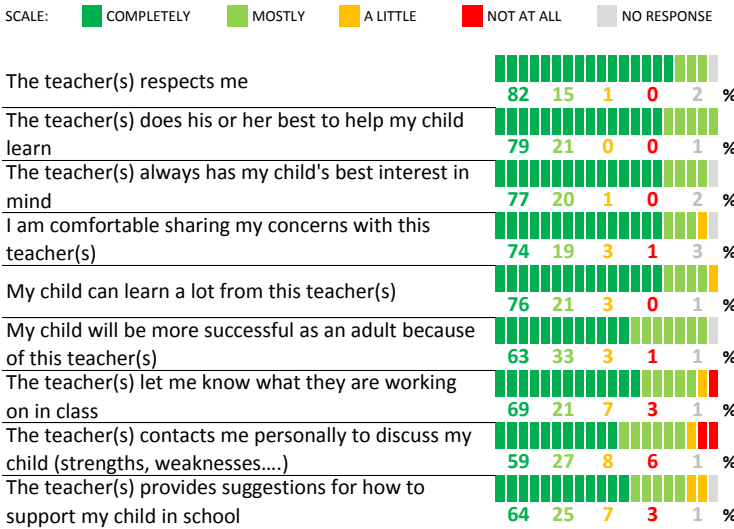 SCALE: COMPLETELY MOSTLY A LITTLE NOT AT ALL NO RESPONSE
The teacher(s) respects me
82 15 1 0 2 %
The teacher(s) does his or her best to help my child
learn
79 21 0 0 1 %
The teacher(s) always has my child's best interest in
mind
77 20 1 0 2 %
I am comfortable sharing my concerns with this
teacher(s)
74 19 3 1 3 %
My child can learn a lot from this teacher(s)
76 21 3 0 1 %
My child will be more successful as an adult because
of this teacher(s)
63 33 3 1 1 %
The teacher(s) let me know what they are working
on in class
69 21 7 3 1 %
The teacher(s) contacts me personally to discuss my
child (strengths, weaknesses....)
59 27 8 6 1 %
The teacher(s) provides suggestions for how to
support my child in school
64 25 7 3 1 %